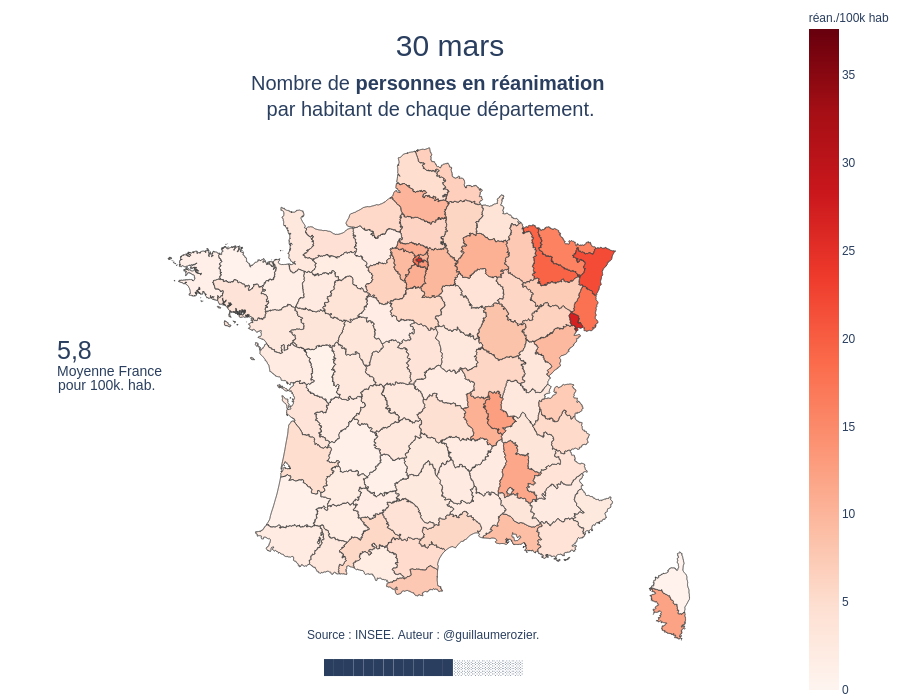 réan./100k hab
30 mars
Nombre de personnes en réanimation
par habitant de chaque département.
35
30
25
20
15
10
5
0
5,8
Moyenne France
pour 100k. hab.
Source : INSEE. Auteur : @guillaumerozier.